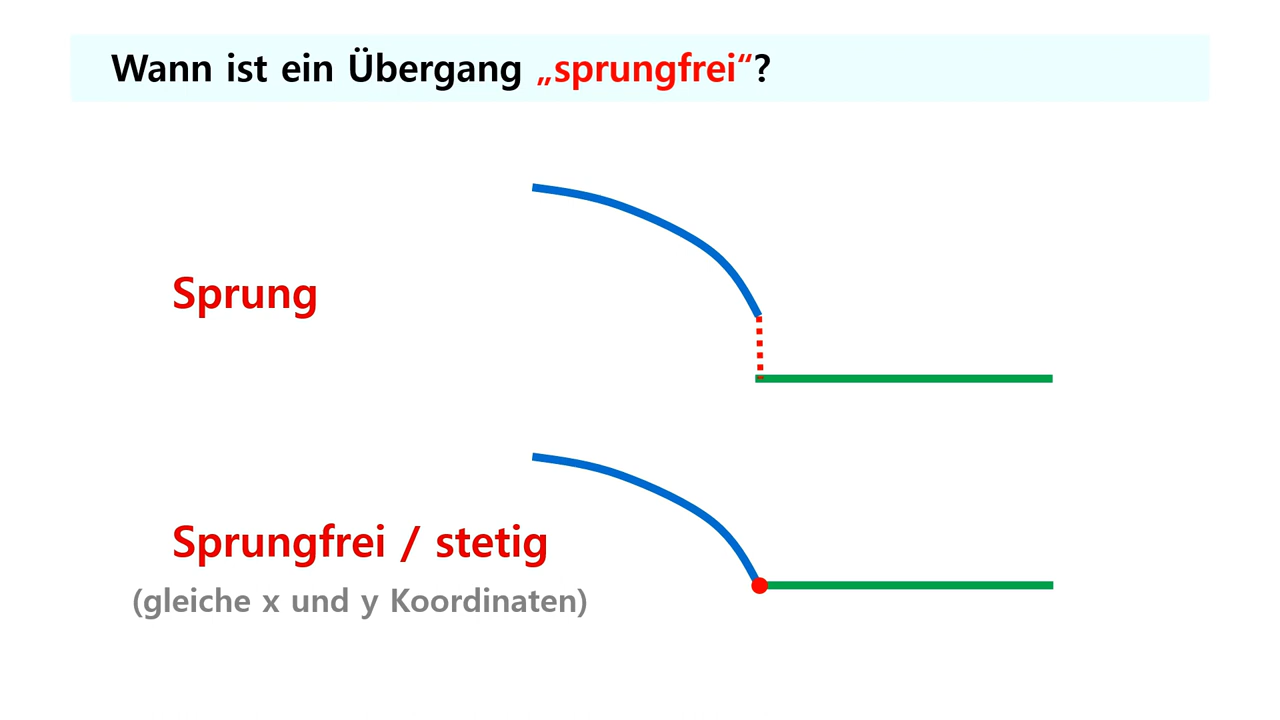 Wann ist ein Übergang „sprungfrei“?
Sprung
Sprungfrei / stetig
(gleiche x und y Koordinaten)